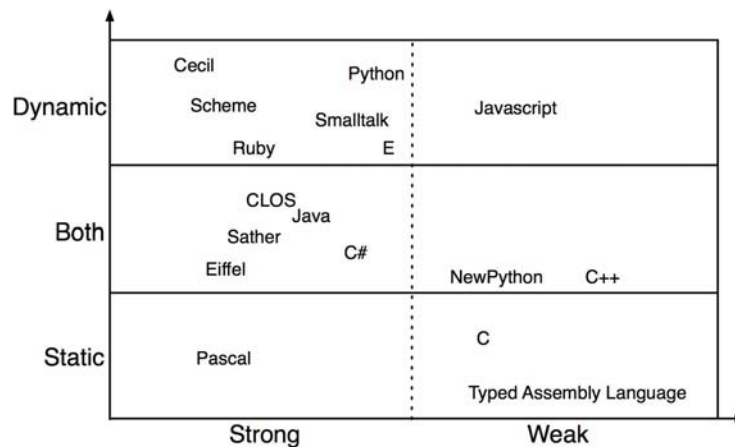 Cecil
Python
Dynamic
Scheme
Javascript
Smalltalk
Ruby
E
CLOS
Java
Both
Sather
C#
Eiffel
NewPython
C++
C
Static
Pascal
Typed Assembly Language
Strong
Weak